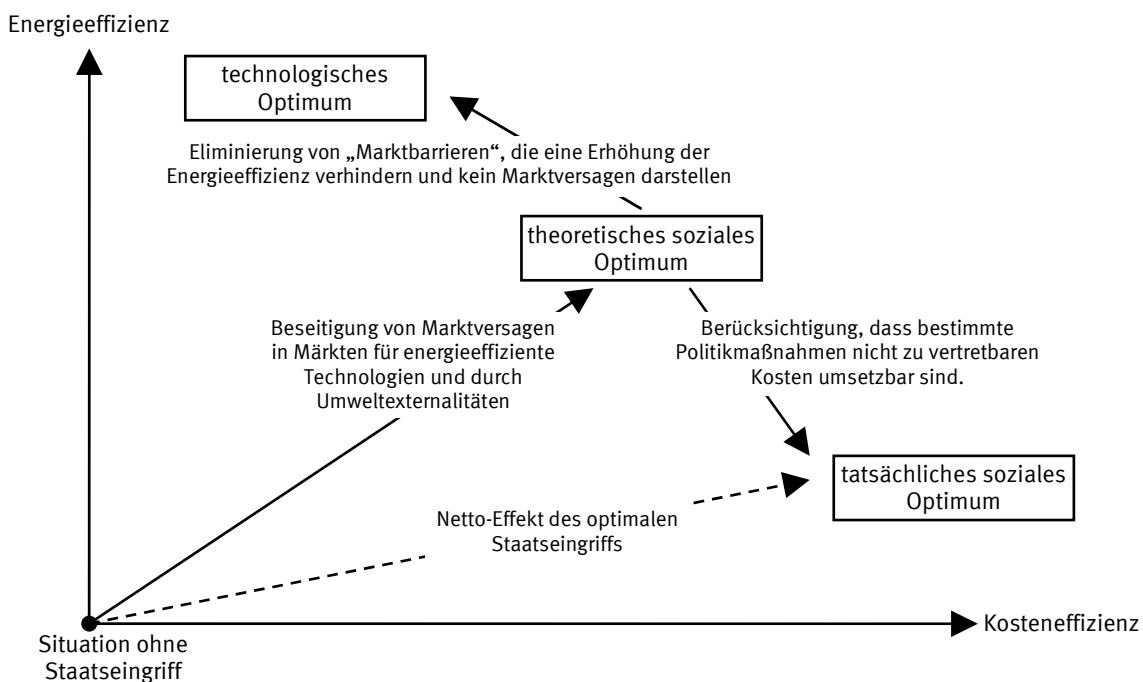 Energieeffizienz
technologisches
Optimum
Eliminierung von „Marktbarrieren“, die eine Erhöhung der
Energieeffizienz verhindern und kein Marktversagen darstellen
theoretisches soziales
Optimum
Beseitigung von Marktversagen
in Märkten für energieeffiziente
Technologien und durch
Umweltexternalitäten
Berücksichtigung, dass bestimmte
Politikmaßnahmen nicht zu vertretbaren
Kosten umsetzbar sind.
tatsächliches soziales
Optimum
Netto-Effekt des optimalen
Staatseingriffs
Kosteneffizienz
Situation ohne
Staatseingriff